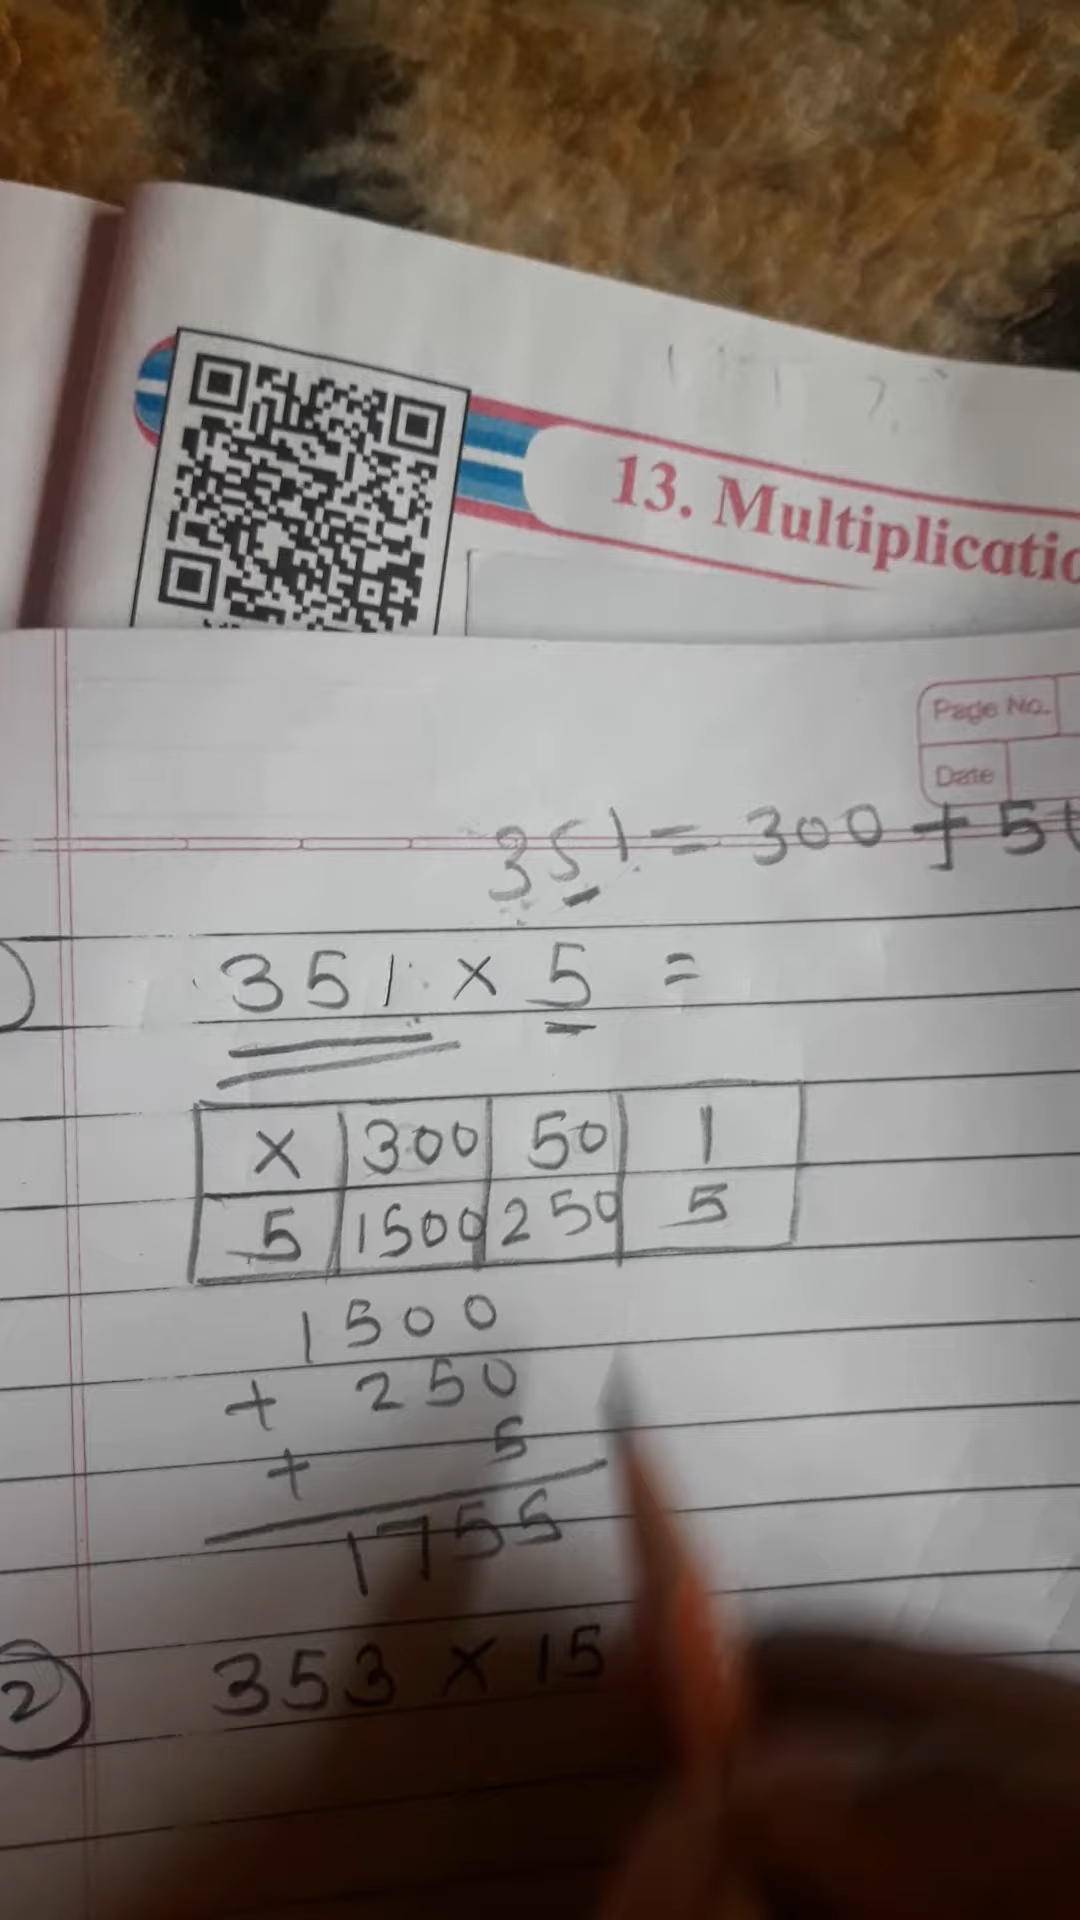 13. Multiplicatio
Page No.
Date
351 = 300 + 50
351 × 5 =
× 300 50 1
5 1500 250 5
1500
+ 250
+ 5
1755
2 353 × 15